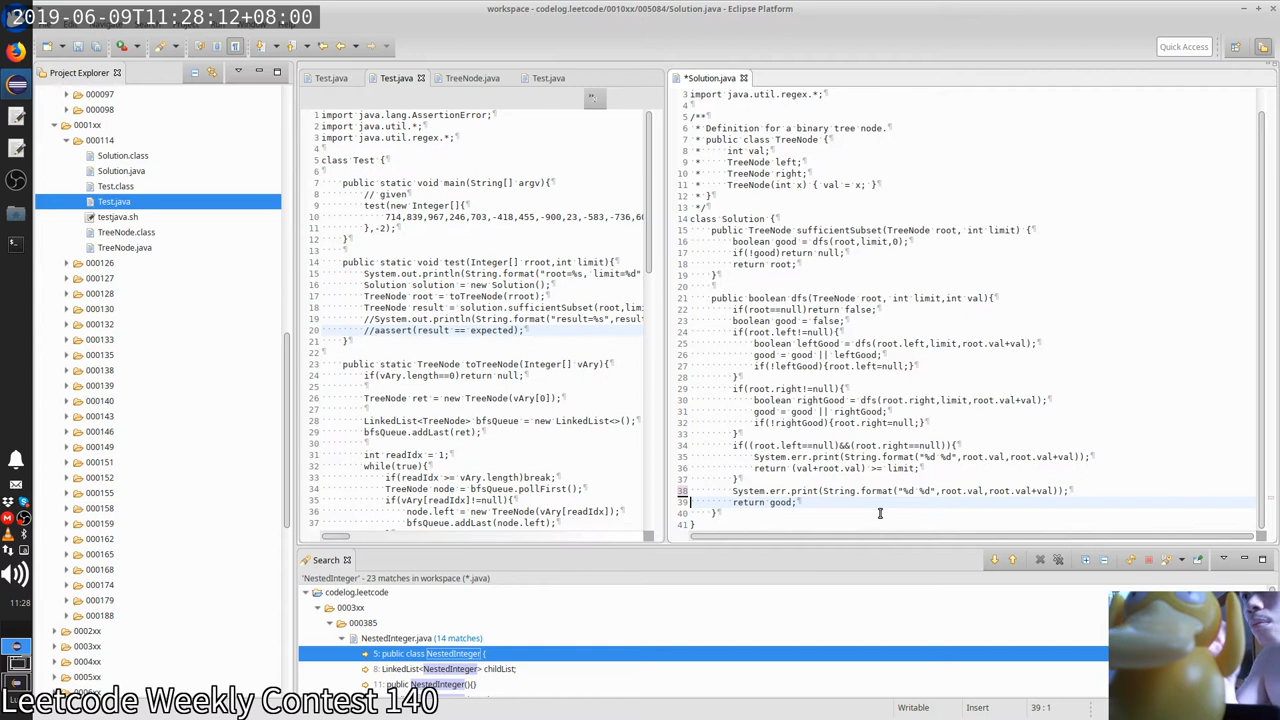 2019-06-09T11:28:12+08:00
workspace - codelog.leetcode/0010xx/005084/Solution.java - Eclipse Platform
Quick Access
Project Explorer
000097
000098
0001xx
000114
Solution.class
Solution.java
Test.class
Test.java
testjava.sh
TreeNode.class
TreeNode.java
000126
000127
000128
000130
000132
000133
000135
000138
000139
000140
000143
000146
000149
000151
000152
000158
000159
000162
000165
000168
000174
000179
000188
0002xx
0003xx
0004xx
0005xx
11:28
Test.java
Test.java
TreeNode.java
Test.java
1 import java.lang.AssertionError;
2 import java.util.*;
3 import java.util.regex.*;
4
5 class Test {
6
7 public static void main(String[] argv){
8 // given
9 test(new Integer[]{
10 714,839,967,246,703,-418,455,-900,23,-583,-736,60
11 },-2);
12 }
13
14 public static void test(Integer[] rroot,int limit){
15 System.out.println(String.format("root=%s, limit=%d"
16 Solution solution = new Solution();
17 TreeNode root = toTreeNode(rroot);
18 TreeNode result = solution.sufficientSubset(root,limi
19 //System.out.println(String.format("result=%s",result
20 //aassert(result == expected);
21 }
22
23 public static TreeNode toTreeNode(Integer[] vAry){
24 if(vAry.length==0)return null;
25
26 TreeNode ret = new TreeNode(vAry[0]);
27
28 LinkedList<TreeNode> bfsQueue = new LinkedList<>();
29 bfsQueue.addLast(ret);
30
31 int readIdx = 1;
32 while(true){
33 if(readIdx >= vAry.length)break;
34 TreeNode node = bfsQueue.pollFirst();
35 if(vAry[readIdx]!=null){
36 node.left = new TreeNode(vAry[readIdx]);
37 bfsQueue.addLast(node.left);
*Solution.java
3 import java.util.regex.*;
4
5 /**
6 * Definition for a binary tree node.
7 * public class TreeNode {
8 * int val;
9 * TreeNode left;
10 * TreeNode right;
11 * TreeNode(int x) { val = x; }
12 * }
13 */
14 class Solution {
15 public TreeNode sufficientSubset(TreeNode root, int limit) {
16 boolean good = dfs(root,limit,0);
17 if(!good)return null;
18 return root;
19 }
20
21 public boolean dfs(TreeNode root, int limit,int val){
22 if(root==null)return false;
23 boolean good = false;
24 if(root.left!=null){
25 boolean leftGood = dfs(root.left,limit,root.val+val);
26 good = good || leftGood;
27 if(!leftGood){root.left=null;}
28 }
29 if(root.right!=null){
30 boolean rightGood = dfs(root.right,limit,root.val+val);
31 good = good || rightGood;
32 if(!rightGood){root.right=null;}
33 }
34 if((root.left==null)&&(root.right==null)){
35 System.err.print(String.format("%d %d",root.val,root.val+val));
36 return (val+root.val) >= limit;
37 }
38 System.err.print(String.format("%d %d",root.val,root.val+val));
39 return good;
40 }
41 }
Search
'NestedInteger' - 23 matches in workspace (*.java)
codelog.leetcode
0003xx
000385
NestedInteger.java (14 matches)
5: public class NestedInteger {
8: LinkedList<NestedInteger> childList;
11: public NestedInteger(){}
Writable
Insert
39 : 1
Leetcode Weekly Contest 140